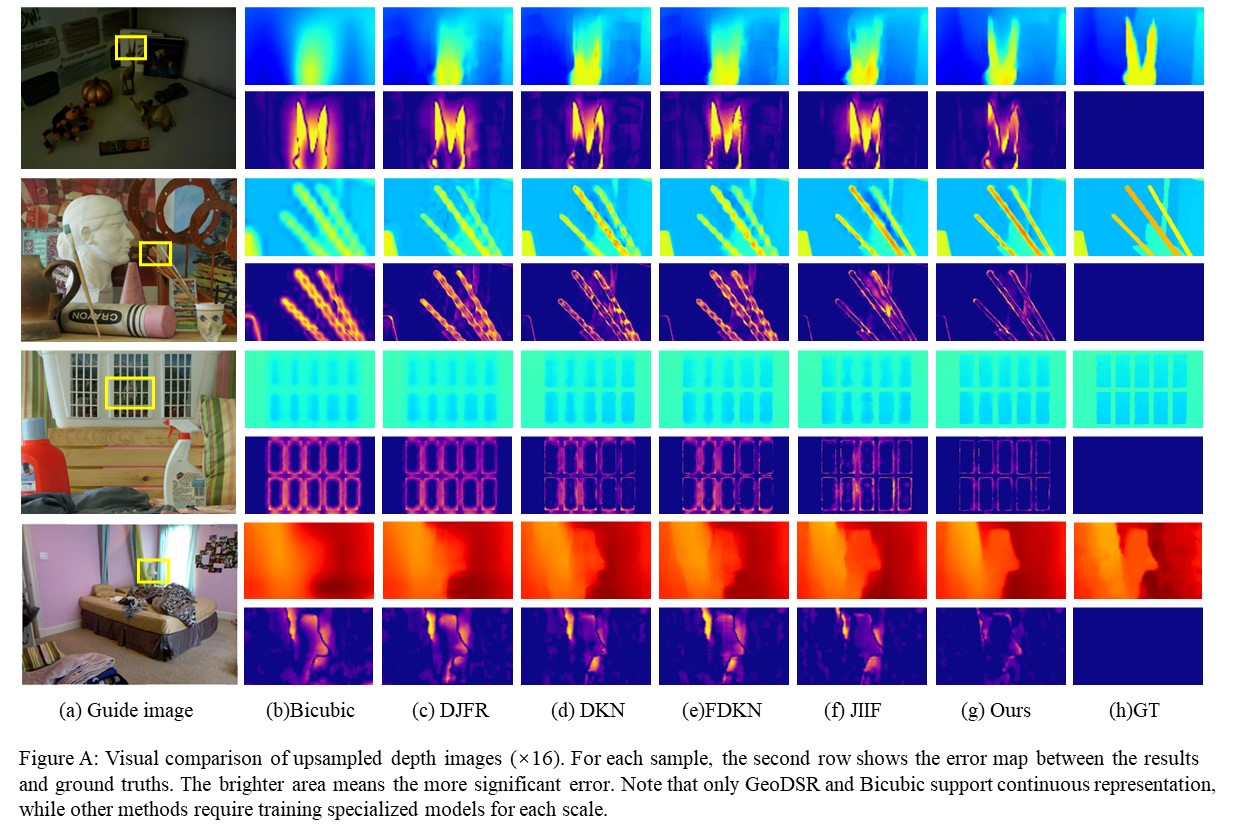 CRAYON
(a) Guide image (b)Bicubic (c) DJFR (d) DKN (e)FDKN (f) JIIF (g) Ours (h)GT
Figure A: Visual comparison of upsampled depth images (×16). For each sample, the second row shows the error map between the results
and ground truths. The brighter area means the more significant error. Note that only GeoDSR and Bicubic support continuous representation,
while other methods require training specialized models for each scale.